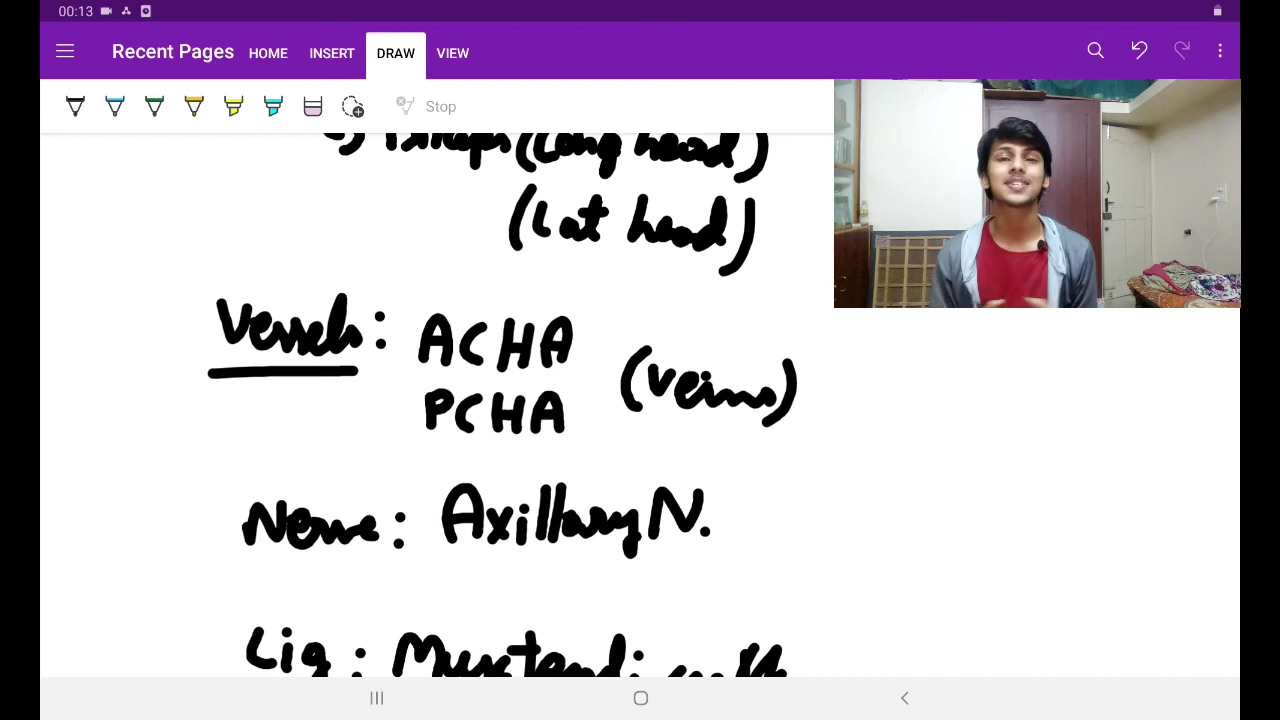 00:13
Recent Pages HOME INSERT DRAW VIEW
Stop
(Long head)
(Lat head)
Vessels: ACHA
PCHA (Veins)
Nerve: Axillary N.
Lig: